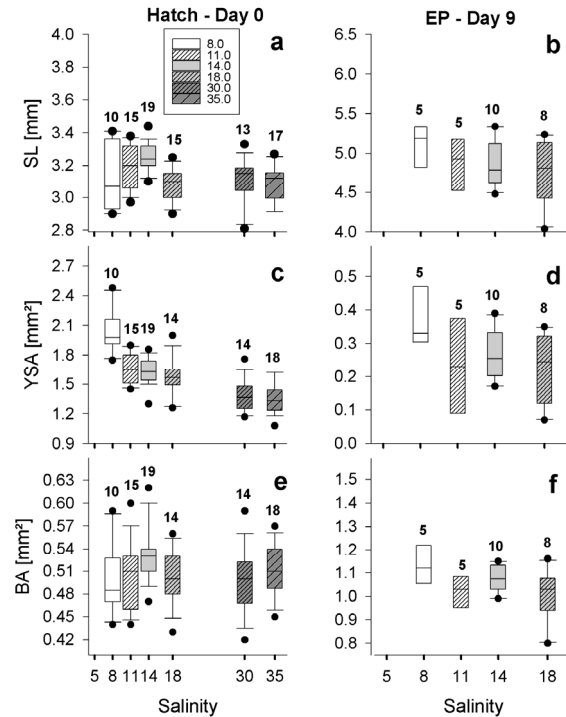 Hatch - Day 0
EP - Day 9
8.0
11.0
14.0
18.0
30.0
35.0
a
SL [mm]
4.0
3.8
3.6
3.4
3.2
3.0
2.8
10 15 19 15 13 17
b
6.5
6.0
5.5
5.0
4.5
4.0
5 5 10 8
c
YSA [mm²]
2.7
2.4
2.1
1.8
1.5
1.2
0.9
10 15 19 14 14 18
d
0.5
0.4
0.3
0.2
0.1
0.0
5 5 10 8
e
BA [mm²]
0.63
0.60
0.57
0.54
0.51
0.48
0.45
0.42
10 15 19 14 14 18
f
1.5
1.4
1.3
1.2
1.1
1.0
0.9
0.8
5 5 10 8
5 8 11 14 18 30 35
5 8 11 14 18
Salinity
Salinity